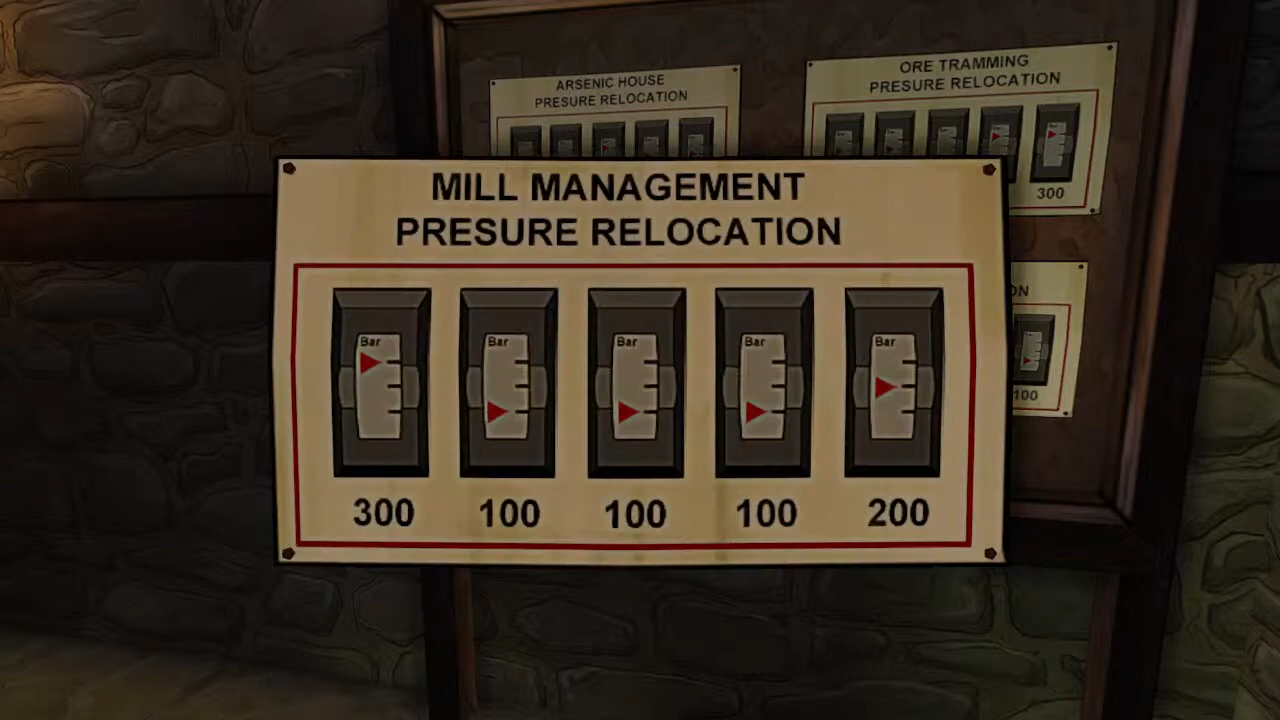 ARSENIC HOUSE
PRESURE RELOCATION
ORE TRAMMING
PRESURE RELOCATION
300
MILL MANAGEMENT
PRESURE RELOCATION
Bar Bar Bar Bar Bar
300 100 100 100 200
100